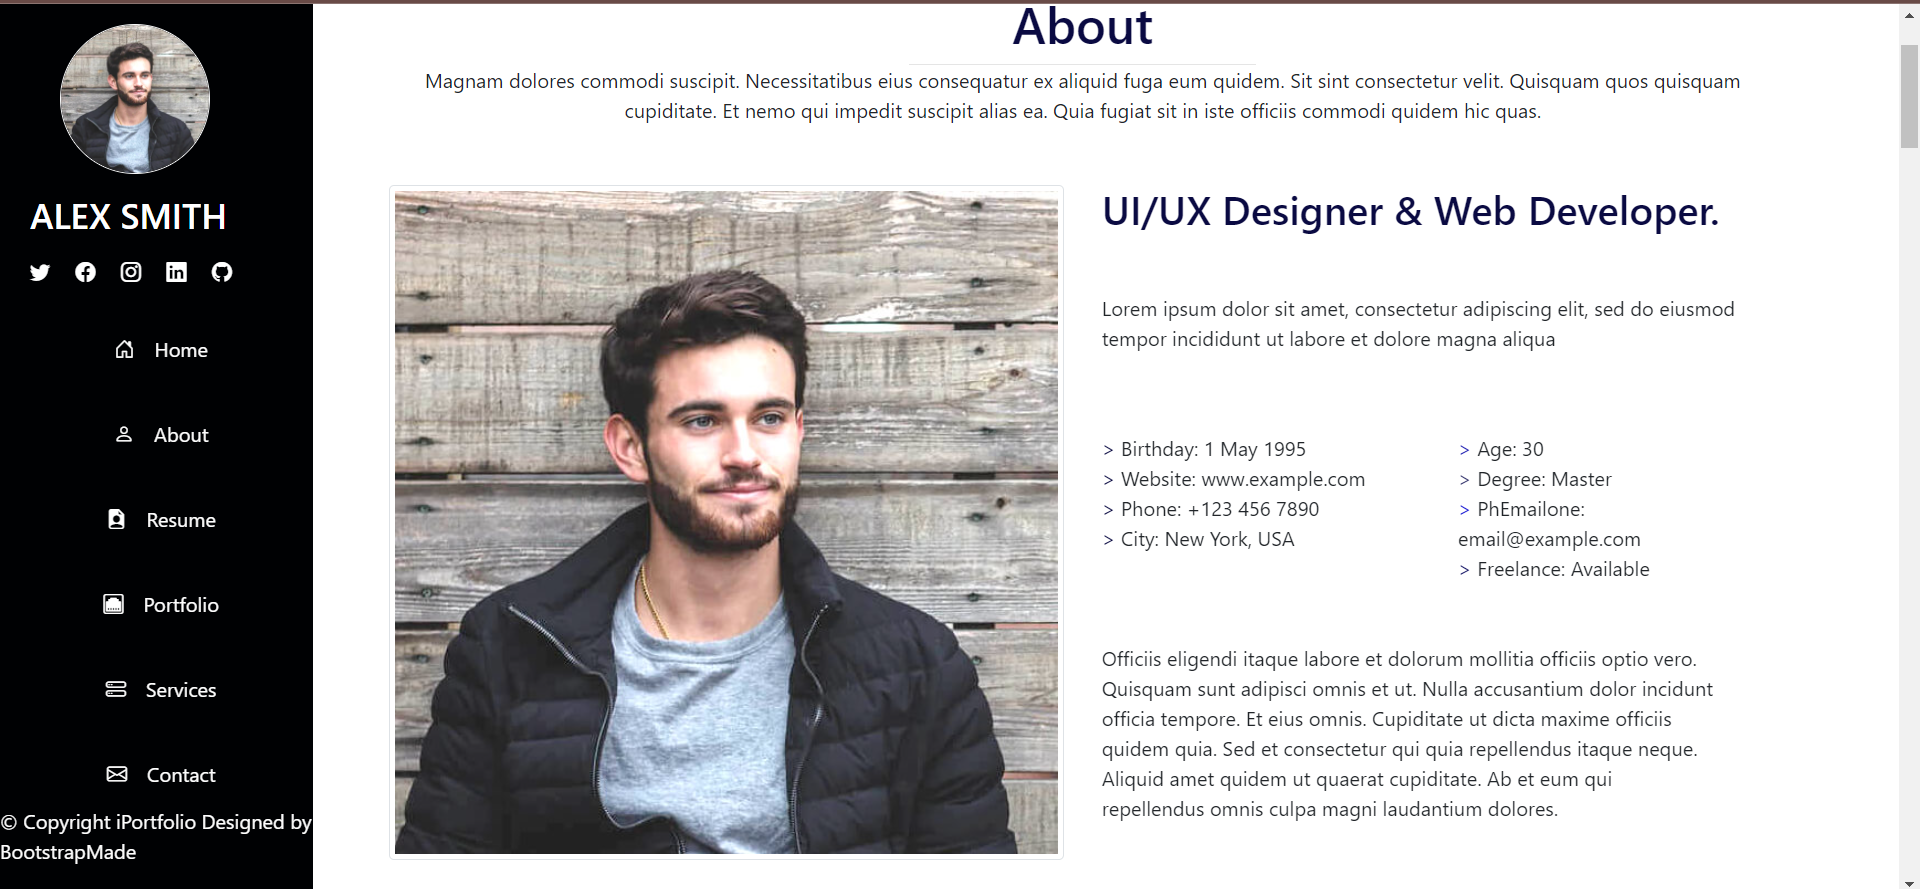 ALEX SMITH
Home
About
Resume
Portfolio
Services
Contact
© Copyright iPortfolio Designed by
BootstrapMade
About
Magnam dolores commodi suscipit. Necessitatibus eius consequatur ex aliquid fuga eum quidem. Sit sint consectetur velit. Quisquam quos quisquam
cupiditate. Et nemo qui impedit suscipit alias ea. Quia fugiat sit in iste officiis commodi quidem hic quas.
UI/UX Designer & Web Developer.
Lorem ipsum dolor sit amet, consectetur adipiscing elit, sed do eiusmod
tempor incididunt ut labore et dolore magna aliqua
> Birthday: 1 May 1995
> Website: www.example.com
> Phone: +123 456 7890
> City: New York, USA
> Age: 30
> Degree: Master
> PhEmailone:
email@example.com
> Freelance: Available
Officiis eligendi itaque labore et dolorum mollitia officiis optio vero.
Quisquam sunt adipisci omnis et ut. Nulla accusantium dolor incidunt
officia tempore. Et eius omnis. Cupiditate ut dicta maxime officiis
quidem quia. Sed et consectetur qui quia repellendus itaque neque.
Aliquid amet quidem ut quaerat cupiditate. Ab et eum qui
repellendus omnis culpa magni laudantium dolores.